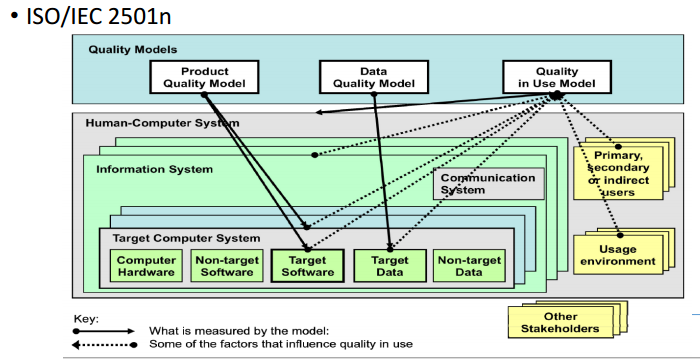 • ISO/IEC 2501n
Quality Models
Product
Quality Model
Data
Quality Model
Quality
in Use Model
Human-Computer System
Information System
Communication
System
Primary,
secondary
or indirect
users
Target Computer System
Computer
Hardware
Non-target
Software
Target
Software
Target
Data
Non-target
Data
Usage
environment
Other
Stakeholders
Key:
What is measured by the model:
Some of the factors that influence quality in use